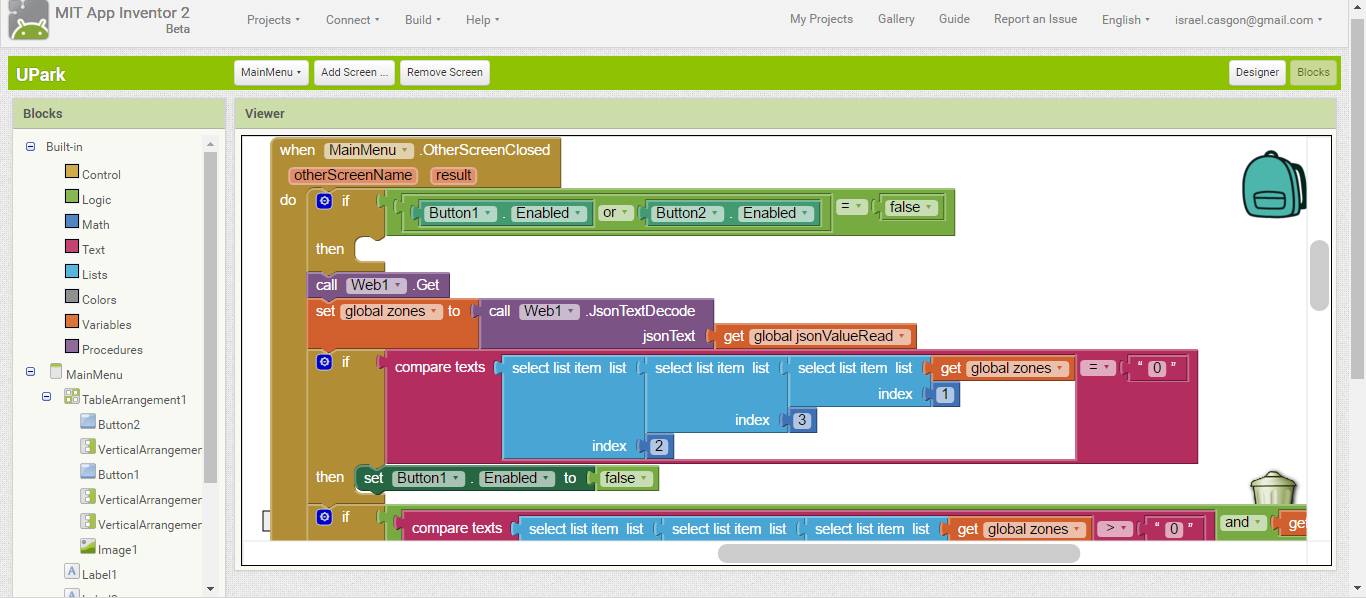 MIT App Inventor 2
Beta
Projects Connect Build Help My Projects Gallery Guide Report an Issue English israel.casgon@gmail.com
UPark MainMenu Add Screen ... Remove Screen Designer Blocks
Blocks
Viewer
Built-in
Control
Logic
Math
Text
Lists
Colors
Variables
Procedures
MainMenu
TableArrangement1
Button2
VerticalArrangemer
Button1
VerticalArrangemer
VerticalArrangemer
Image1
Label1
when MainMenu .OtherScreenClosed
otherScreenName result
do if Button1 . Enabled or Button2 . Enabled = false
then
call Web1 .Get
set global zones to call Web1 .JsonTextDecode
jsonText get global jsonValueRead
if compare texts select list item list select list item list select list item list get global zones = “ 0 ”
index 1
index 3
index 2
then set Button1 . Enabled to false
if compare texts select list item list select list item list select list item list get global zones > “ 0 ” and get